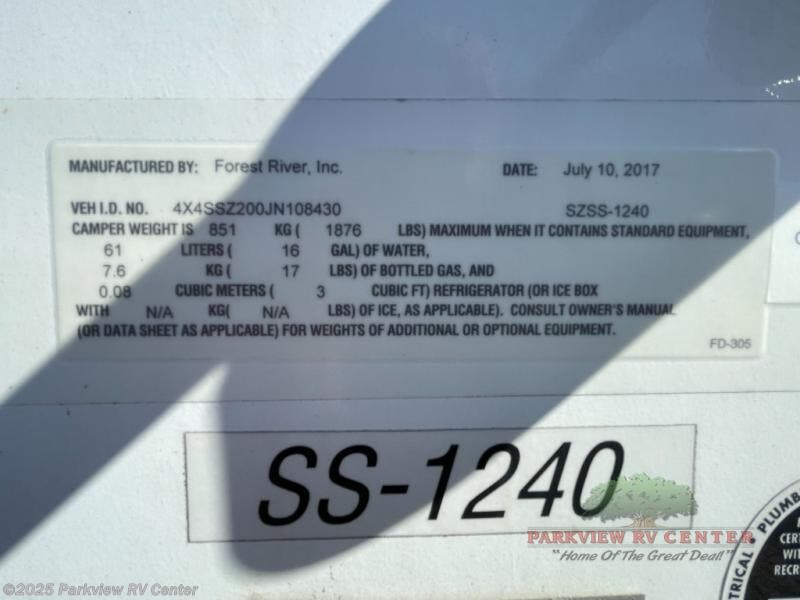 MANUFACTURED BY: Forest River, Inc. DATE: July 10, 2017
VEH I.D. NO. 4X4SSZ200JN108430 SZSS-1240
CAMPER WEIGHT IS 851 KG ( 1876 LBS) MAXIMUM WHEN IT CONTAINS STANDARD EQUIPMENT,
61 LITERS ( 16 GAL) OF WATER,
7.6 KG ( 17 LBS) OF BOTTLED GAS, AND
0.08 CUBIC METERS ( 3 CUBIC FT) REFRIGERATOR (OR ICE BOX
WITH N/A KG( N/A LBS) OF ICE, AS APPLICABLE). CONSULT OWNER'S MANUAL
(OR DATA SHEET AS APPLICABLE) FOR WEIGHTS OF ADDITIONAL OR OPTIONAL EQUIPMENT.
FD-305
SS-1240
PARKVIEW RV CENTER
"Home Of The Great Deal!"
©2025 Parkview RV Center